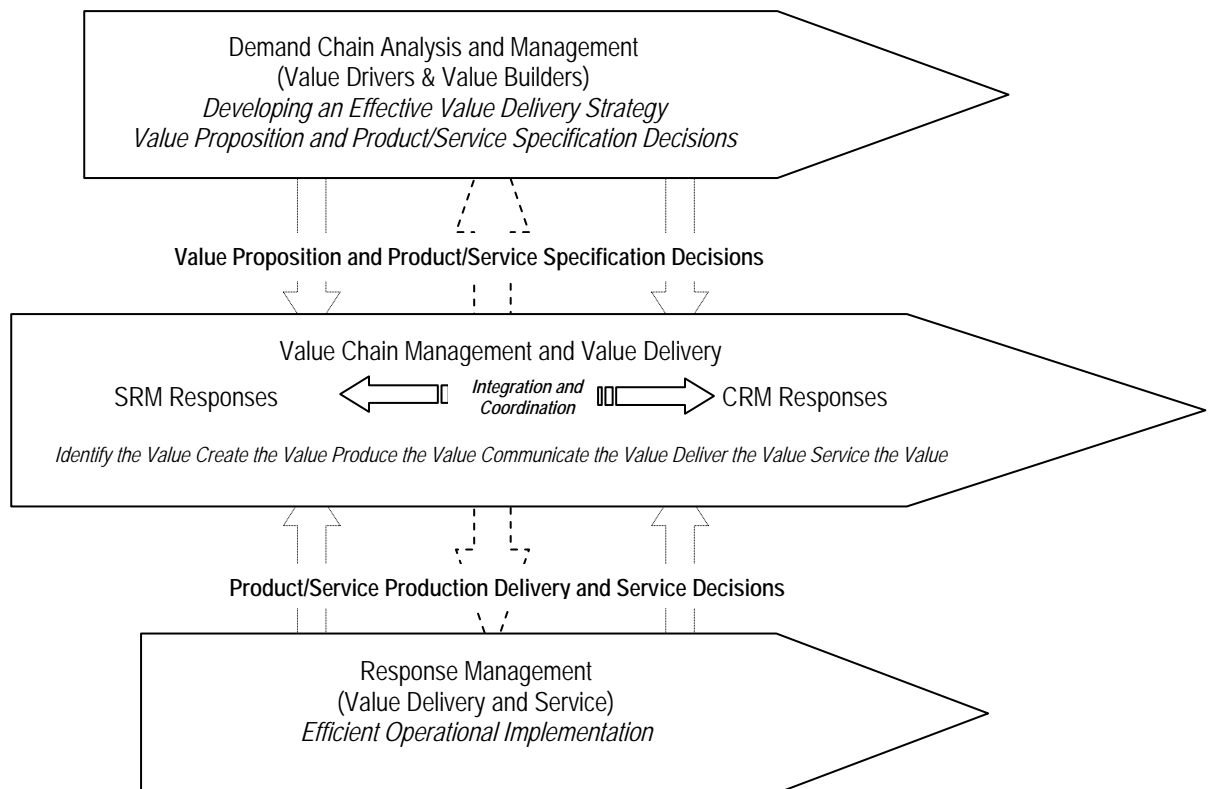 Demand Chain Analysis and Management
(Value Drivers & Value Builders)
Developing an Effective Value Delivery Strategy
Value Proposition and Product/Service Specification Decisions
Value Proposition and Product/Service Specification Decisions
Value Chain Management and Value Delivery
SRM Responses
Integration and
Coordination
CRM Responses
Identify the Value Create the Value Produce the Value Communicate the Value Deliver the Value Service the Value
Product/Service Production Delivery and Service Decisions
Response Management
(Value Delivery and Service)
Efficient Operational Implementation